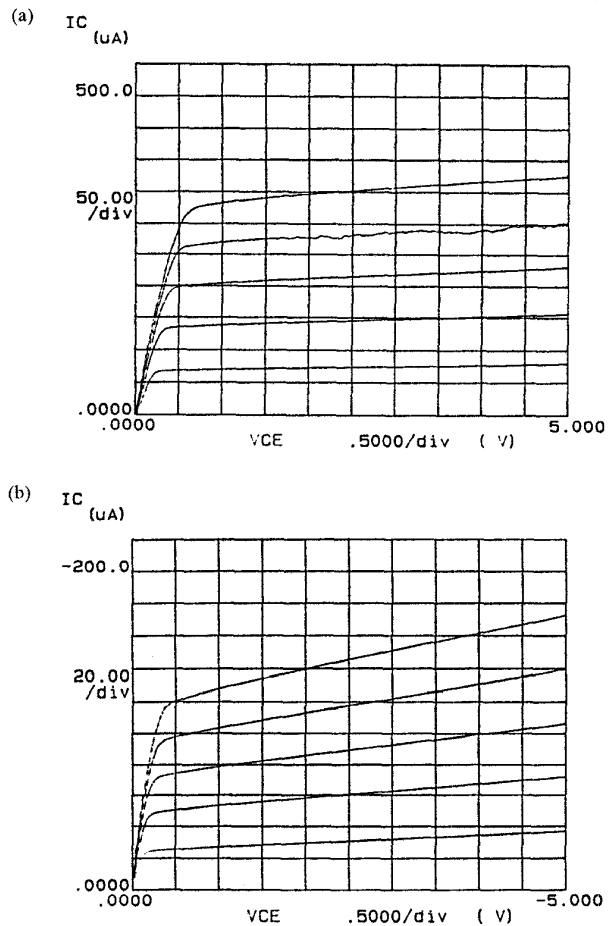 (a)
IC
(uA)
500.0
50.00
/div
.0000
.0000
5.000
VCE .5000/div ( V)
(b)
IC
(uA)
-200.0
20.00
/div
.0000
.0000
-5.000
VCE .5000/div ( V)